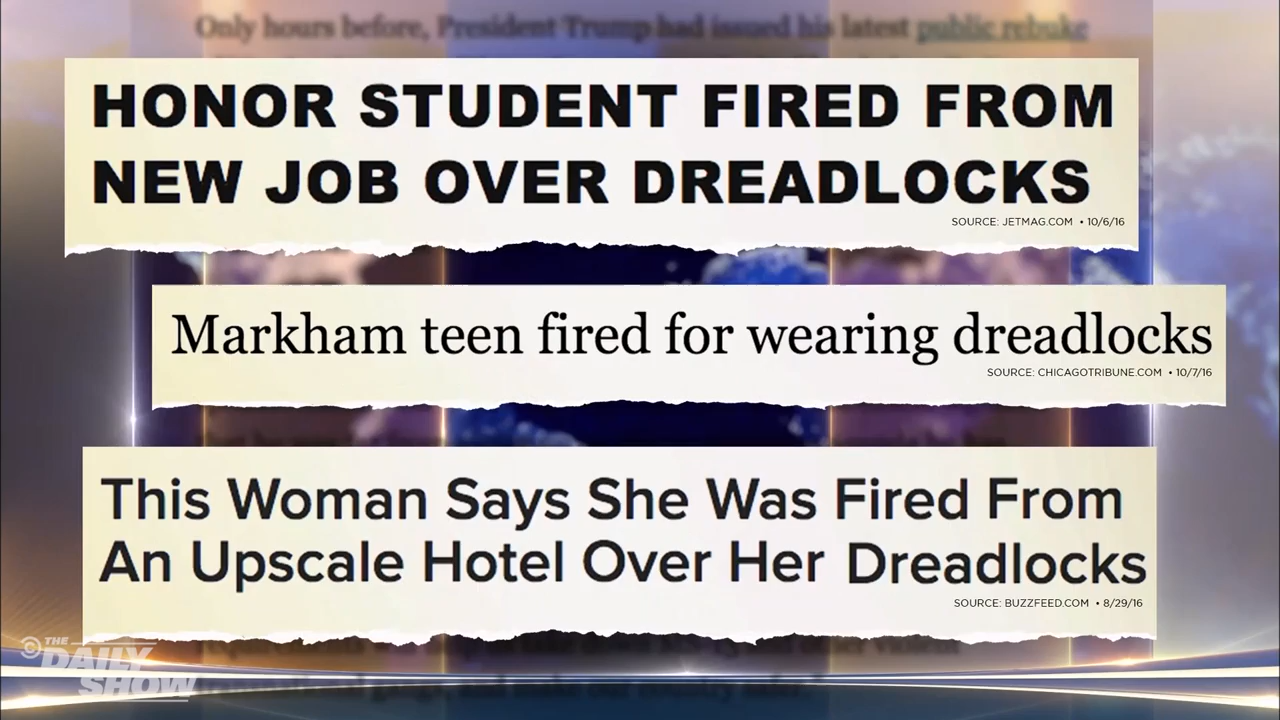 Only hours before, President Trump had issued his latest public rebuke
HONOR STUDENT FIRED FROM
NEW JOB OVER DREADLOCKS
SOURCE: JETMAG.COM • 10/6/16
Markham teen fired for wearing dreadlocks
SOURCE: CHICAGOTRIBUNE.COM • 10/7/16
This Woman Says She Was Fired From
An Upscale Hotel Over Her Dreadlocks
SOURCE: BUZZFEED.COM • 8/29/16
THE
DAILY
SHOW